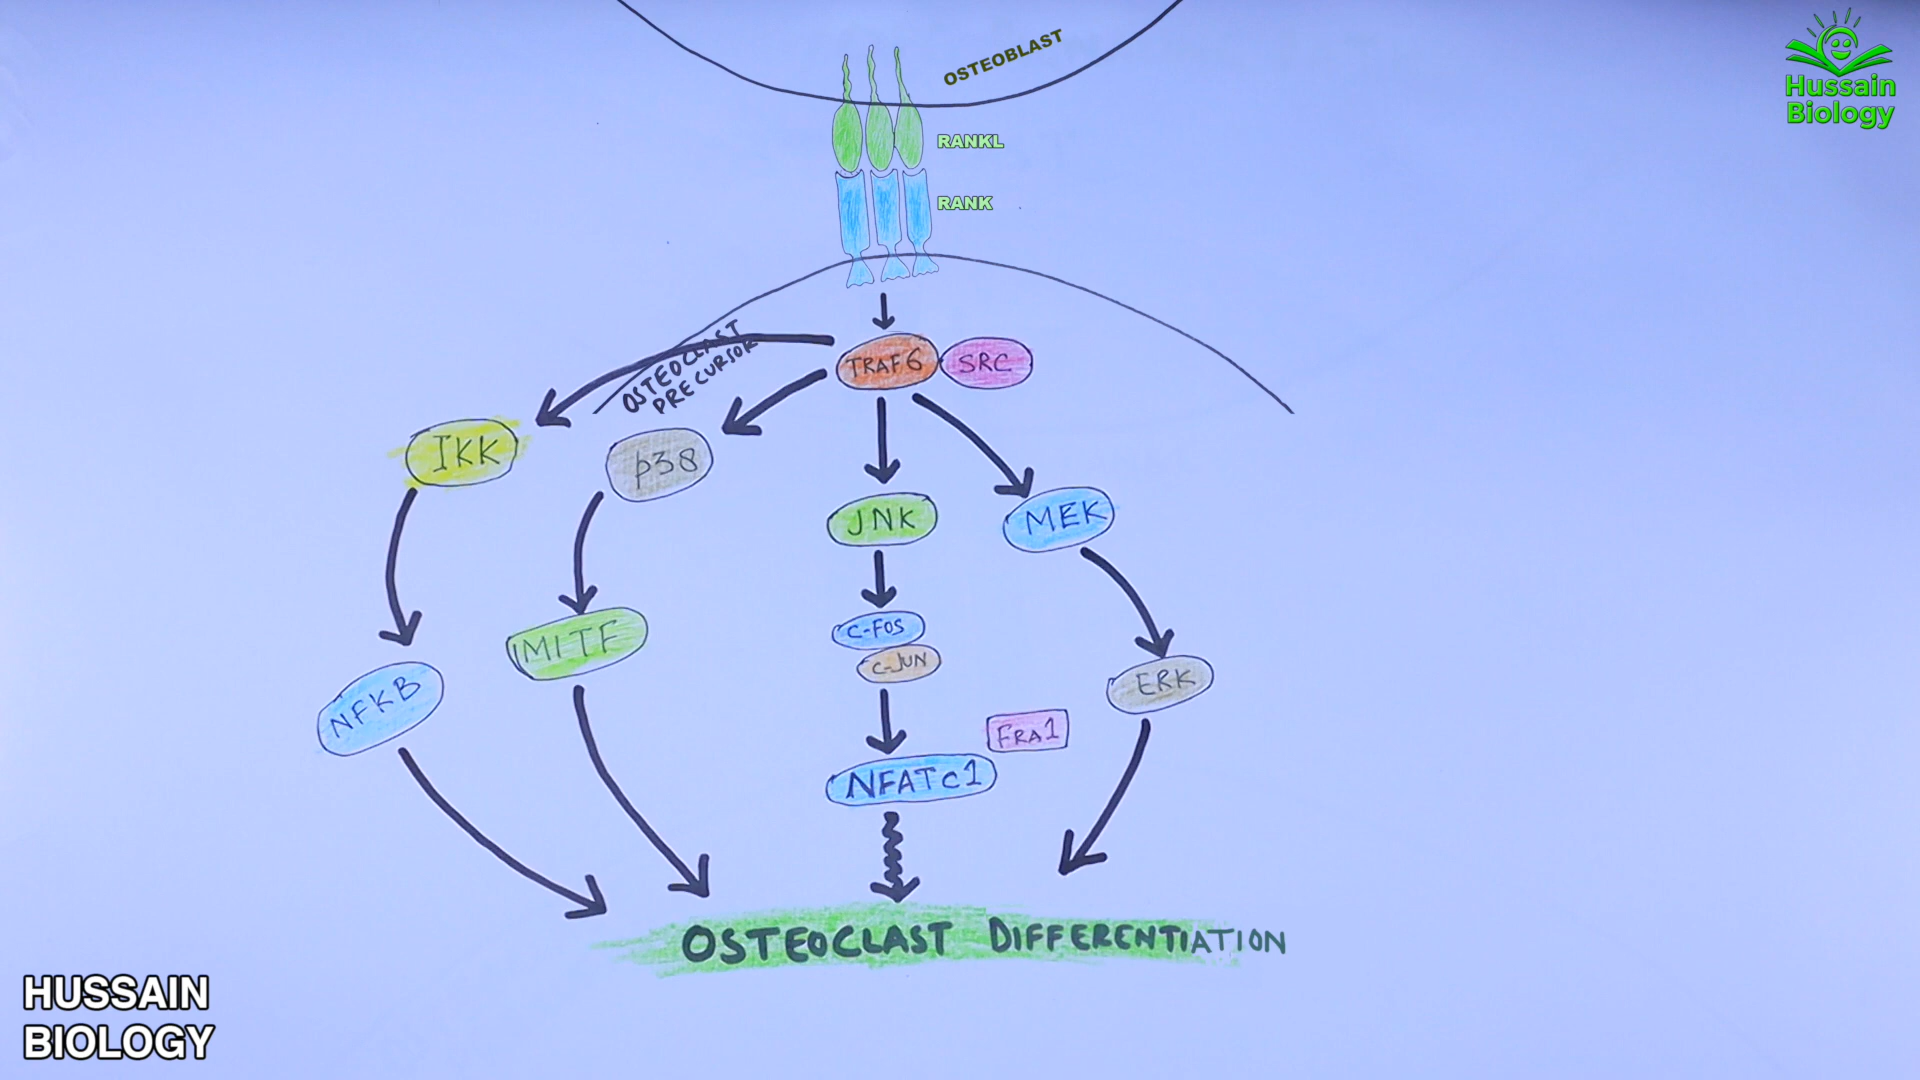 OSTEOBLAST
Hussain
Biology
RANKL
RANK
OSTEOCLAST
PRECURSOR
TRAF6
SRC
IKK
p38
JNK
MEK
C-FOS
C-JUN
MITF
ERK
NFKB
FRA1
NFATc1
OSTEOCLAST DIFFERENTIATION
HUSSAIN
BIOLOGY